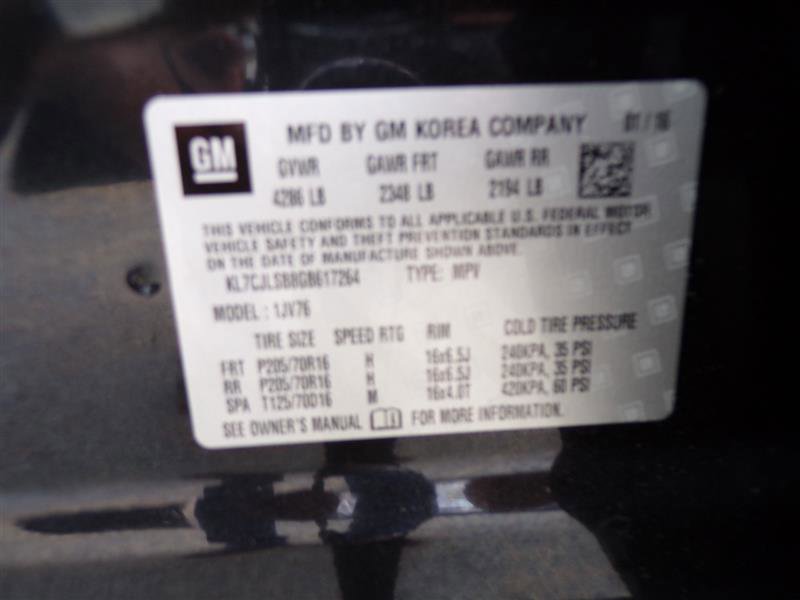 GM
MFD BY GM KOREA COMPANY 01 / 16
GVWR GAWR FRT GAWR RR
4286 LB 2348 LB 2194 LB
THIS VEHICLE CONFORMS TO ALL APPLICABLE U.S. FEDERAL MOTOR
VEHICLE SAFETY AND THEFT PREVENTION STANDARDS IN EFFECT
ON THE DATE OF MANUFACTURE SHOWN ABOVE.
KL7CJLSB8GB617264 TYPE: MPV
MODEL : 1JV76
TIRE SIZE SPEED RTG RIM COLD TIRE PRESSURE
FRT P205/70R16 H 16x6.5J 240KPA, 35 PSI
RR P205/70R16 H 16x6.5J 240KPA, 35 PSI
SPA T125/70D16 M 16x4.0T 420KPA, 60 PSI
SEE OWNER'S MANUAL FOR MORE INFORMATION.